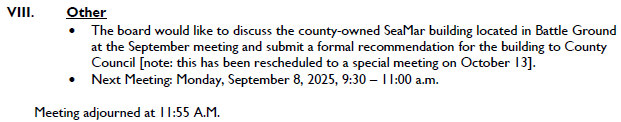 VIII. Other
• The board would like to discuss the county-owned SeaMar building located in Battle Ground
at the September meeting and submit a formal recommendation for the building to County
Council [note: this has been rescheduled to a special meeting on October 13].
• Next Meeting: Monday, September 8, 2025, 9:30 – 11:00 a.m.
Meeting adjourned at 11:55 A.M.